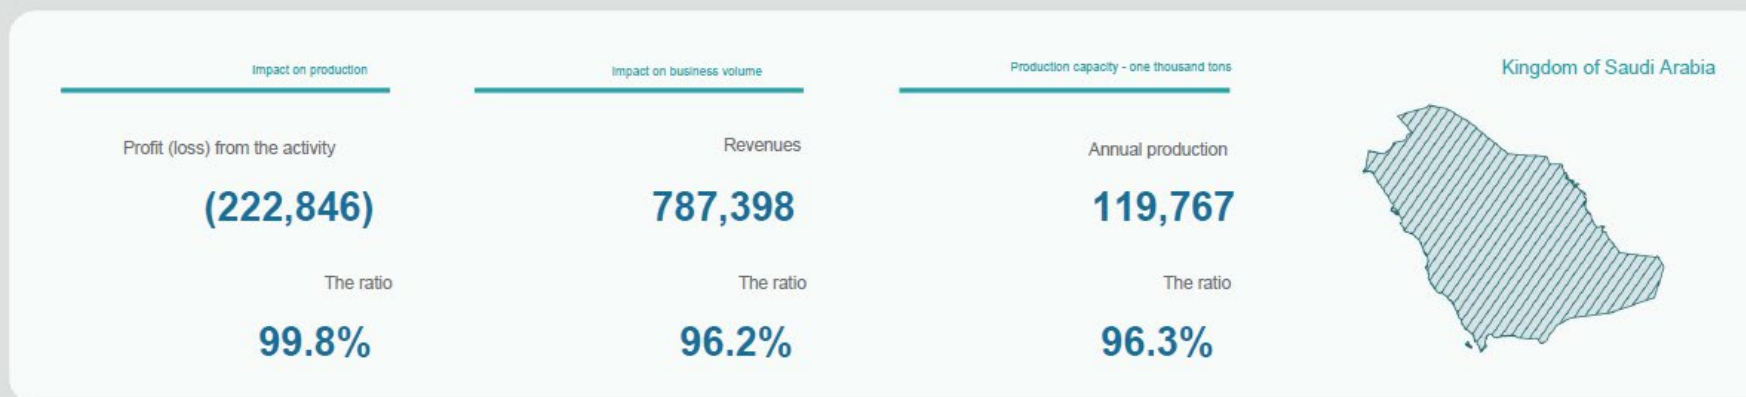 Impact on production
Impact on business volume
Production capacity - one thousand tons
Kingdom of Saudi Arabia
Profit (loss) from the activity
Revenues
Annual production
(222,846)
787,398
119,767
The ratio
The ratio
The ratio
99.8%
96.2%
96.3%